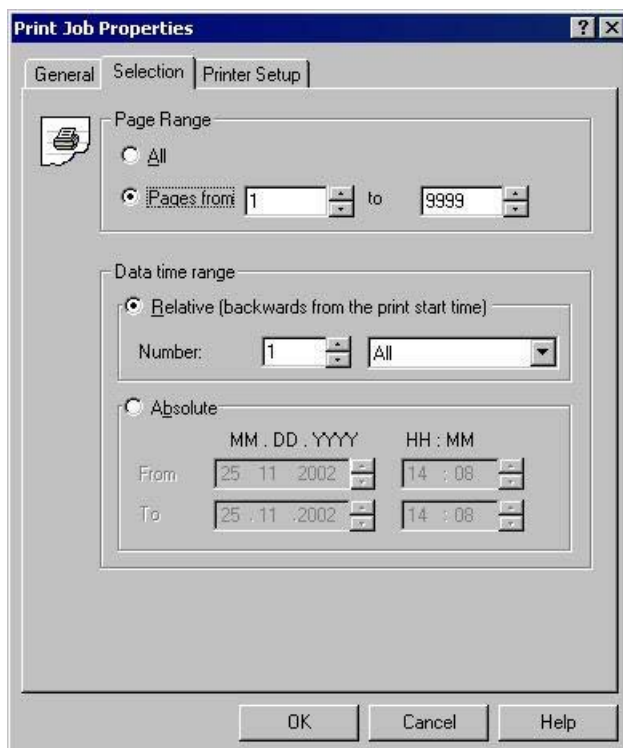 Print Job Properties
General Selection Printer Setup
Page Range
All
Pages from 1 to 9999
Data time range
Relative (backwards from the print start time)
Number: 1 All
Absolute
MM . DD . YYYY HH : MM
From 25 11 2002 14 : 08
To 25 . 11 .2002 14 : 08
OK Cancel Help